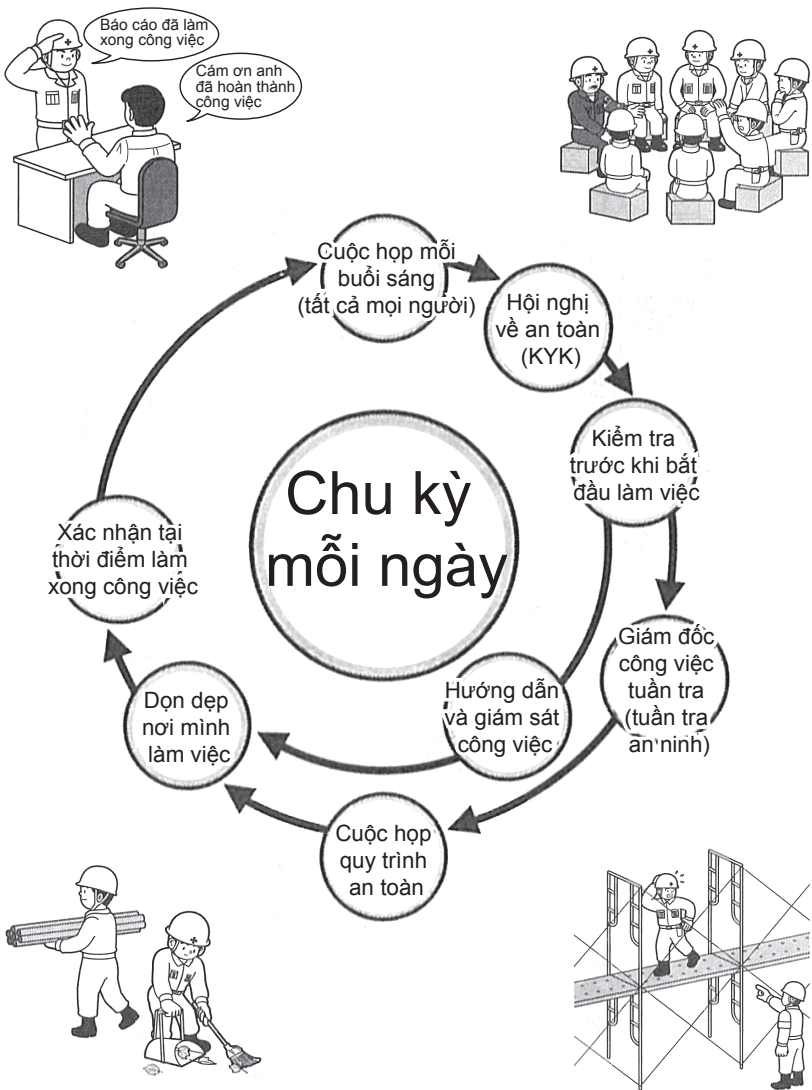 Báo cáo đã làm
xong công việc
Cám ơn anh
đã hoàn thành
công việc
Cuộc họp mỗi
buổi sáng
(tất cả mọi người)
Hội nghị
về an toàn
(KYK)
Kiểm tra
trước khi bắt
đầu làm việc
Chu kỳ
mỗi ngày
Xác nhận tại
thời điểm làm
xong công việc
Giám đốc
công việc
tuần tra
(tuần tra
an ninh)
Hướng dẫn
và giám sát
công việc
Dọn dẹp
nơi mình
làm việc
Cuộc họp
quy trình
an toàn